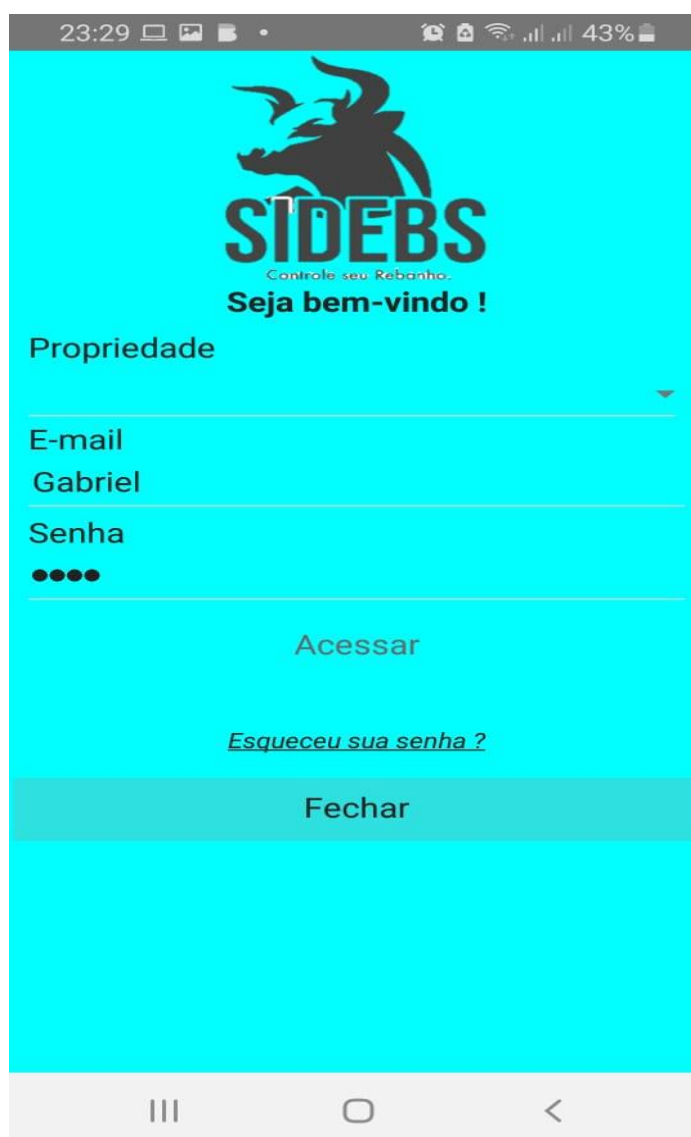 23:29 43%
SIDEBS
Controle seu Rebanho.
Seja bem-vindo !
Propriedade
E-mail
Gabriel
Senha
Acessar
Esqueceu sua senha ?
Fechar